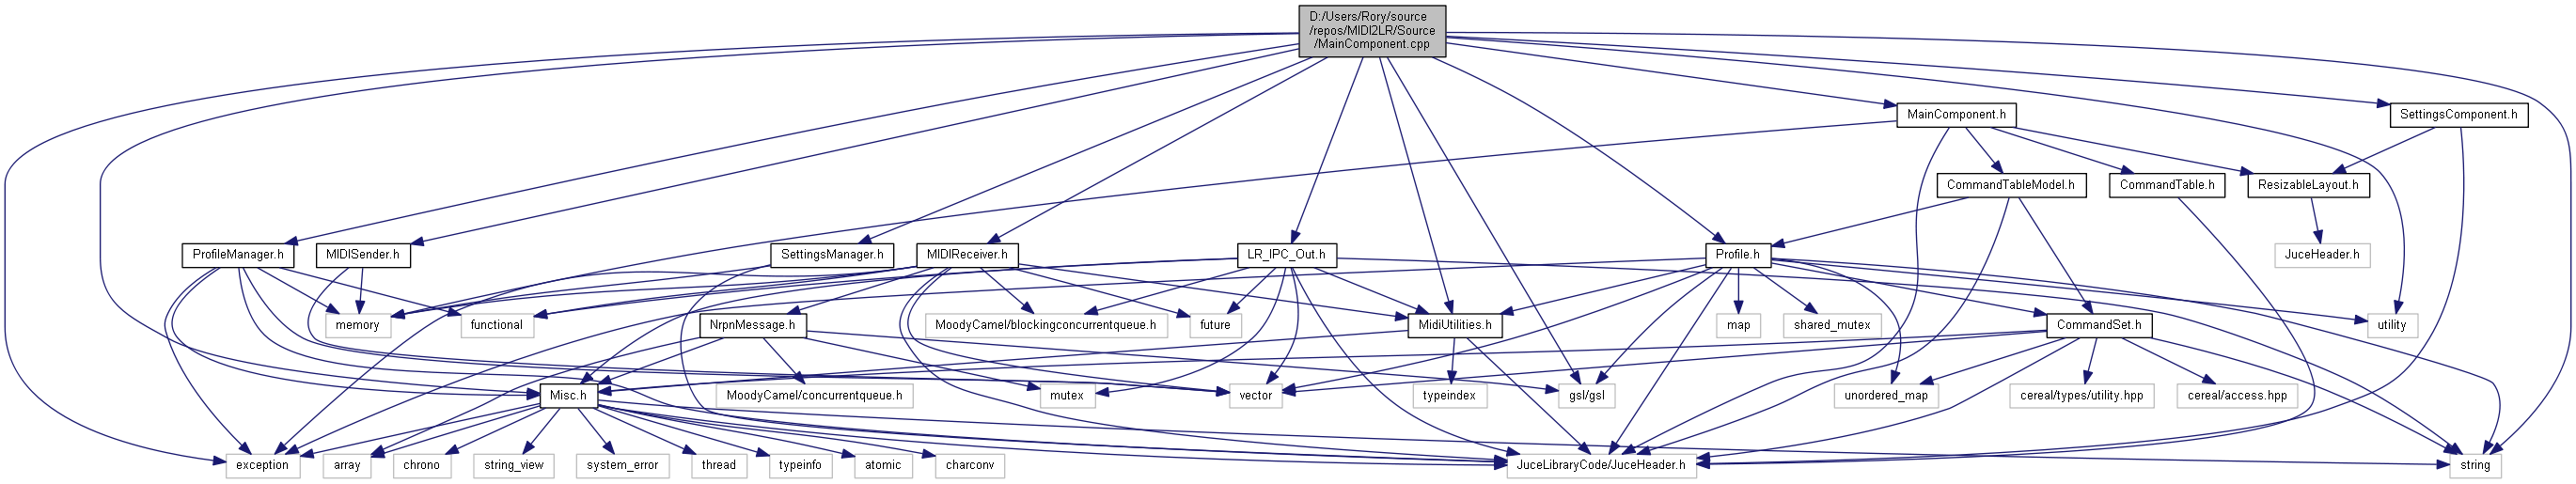 D:/Users/Rory/source
/repos/MIDI2LR/Source
/MainComponent.cpp
MainComponent.h
SettingsComponent.h
CommandTableModel.h
CommandTable.h
ResizableLayout.h
ProfileManager.h
MIDISender.h
SettingsManager.h
MIDIReceiver.h
LR_IPC_Out.h
Profile.h
JuceHeader.h
memory
functional
NrpnMessage.h
MoodyCamel/blockingconcurrentqueue.h
future
MidiUtilities.h
map
shared_mutex
CommandSet.h
utility
Misc.h
MoodyCamel/concurrentqueue.h
mutex
vector
typeindex
gsl/gsl
unordered_map
cereal/types/utility.hpp
cereal/access.hpp
exception
array
chrono
string_view
system_error
thread
typeinfo
atomic
charconv
JuceLibraryCode/JuceHeader.h
string